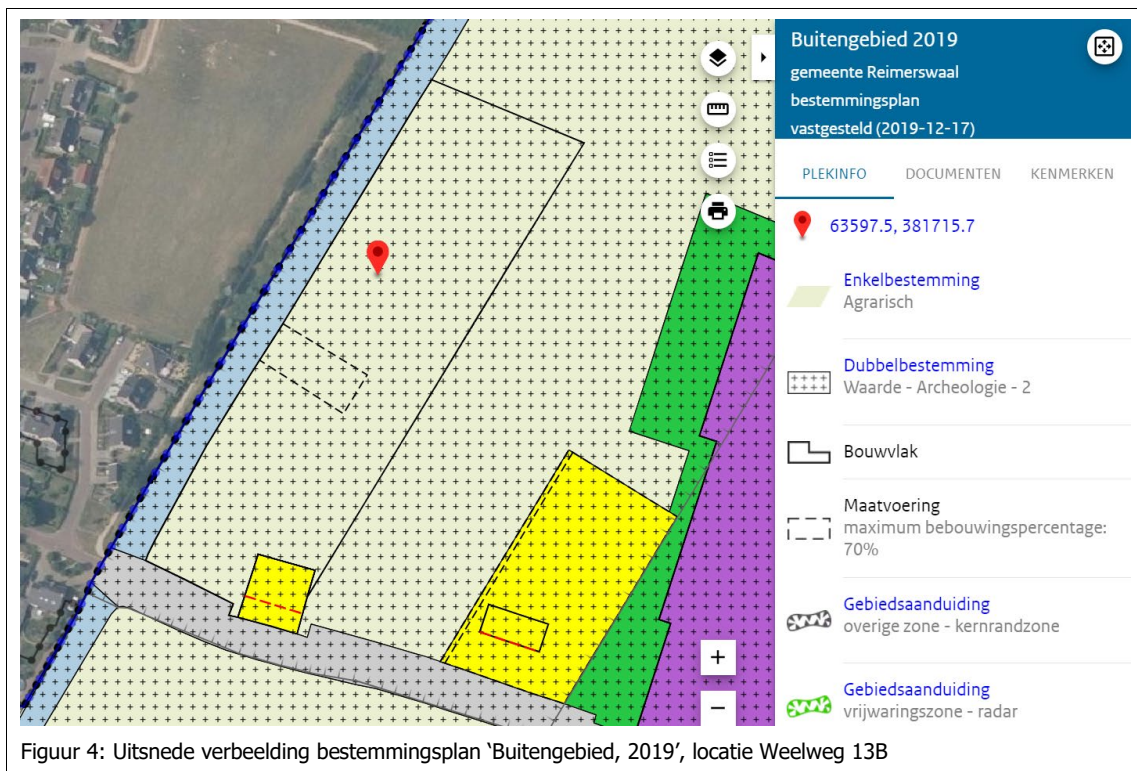 Buitengebied 2019
gemeente Reimerswaal
bestemmingsplan
vastgesteld (2019-12-17)
PLEKINFO DOCUMENTEN KENMERKEN
63597.5, 381715.7
Enkelbestemming
Agrarisch
Dubbelbestemming
Waarde - Archeologie - 2
Bouwvlak
Maatvoering
maximum bebouwingspercentage:
70%
Gebiedsaanduiding
overige zone - kernrandzone
Gebiedsaanduiding
vrijwaringszone - radar
Figuur 4: Uitsnede verbeelding bestemmingsplan ‘Buitengebied, 2019’, locatie Weelweg 13B